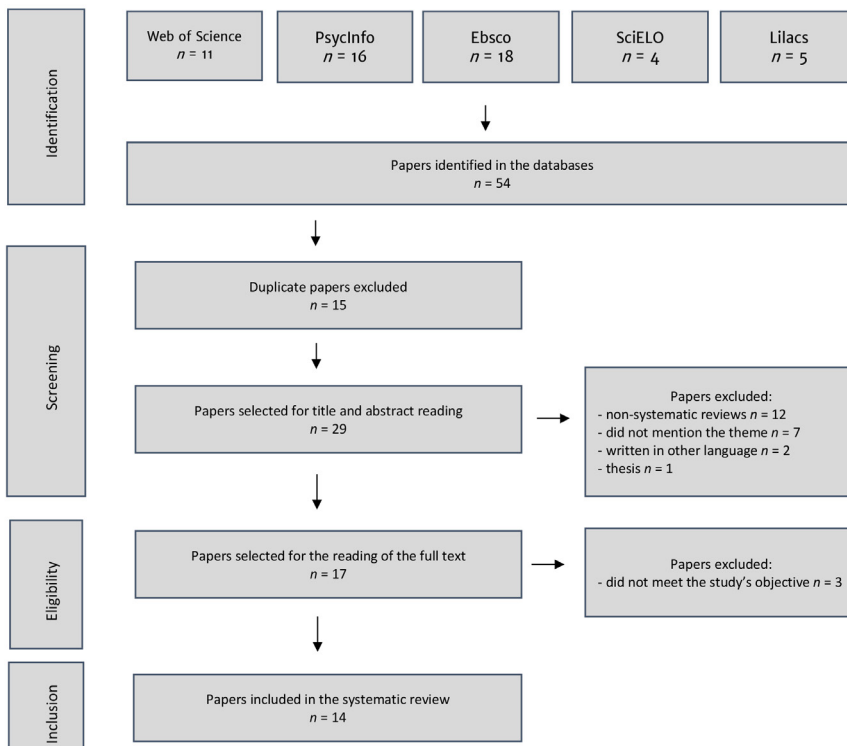 Identification
Web of Science
n = 11
PsycInfo
n = 16
Ebsco
n = 18
SciELO
n = 4
Lilacs
n = 5
Papers identified in the databases
n = 54
Screening
Duplicate papers excluded
n = 15
Papers selected for title and abstract reading
n = 29
Papers excluded:
- non-systematic reviews n = 12
- did not mention the theme n = 7
- written in other language n = 2
- thesis n = 1
Eligibility
Papers selected for the reading of the full text
n = 17
Papers excluded:
- did not meet the study's objective n = 3
Inclusion
Papers included in the systematic review
n = 14